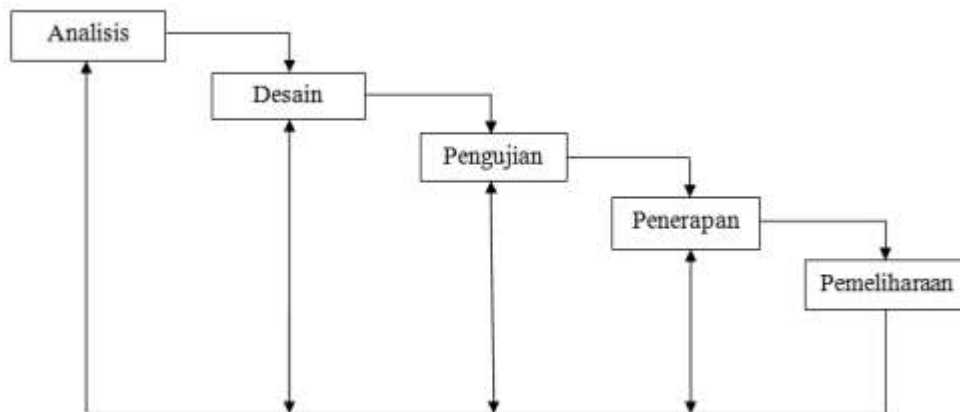 Analisis
Desain
Pengujian
Penerapan
Pemeliharaan